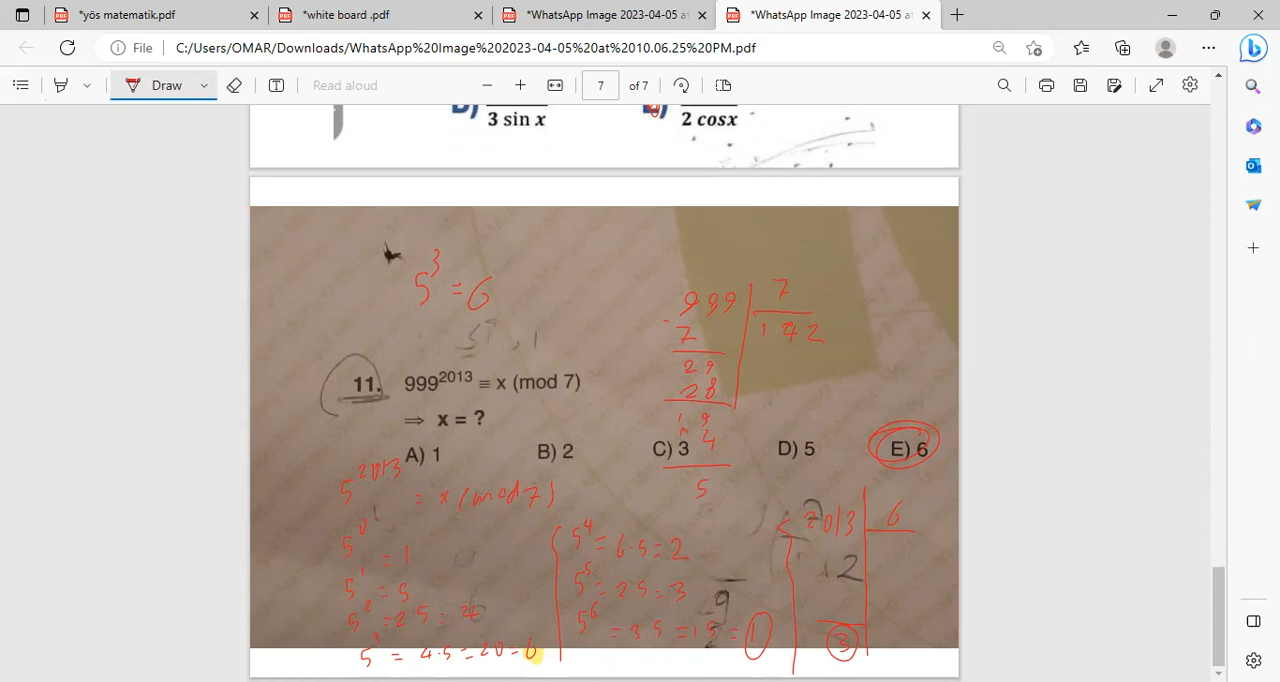 *yös matematik.pdf
*white board .pdf
*WhatsApp Image 2023-04-05 at
*WhatsApp Image 2023-04-05 at
File
C:/Users/OMAR/Downloads/WhatsApp%20Image%202023-04-05%20at%2010.06.25%20PM.pdf
Draw
Read aloud
7
of 7
3 sin x
2 cosx
5³ = 6
999 | 7
7
142
29
28
19
14
5
11. 999²⁰¹³ ≡ x (mod 7)
⇒ x = ?
A) 1 B) 2 C) 3 D) 5 E) 6
5²⁰¹³ = x (mod 7)
5⁰ = 1
5¹ = 5
5² = 25 = 4
5³ = 4.5 = 20 = 6
5⁴ = 6.5 = 2
5⁵ = 2.5 = 3
5⁶ = 3.5 = 15 = 1
2013 | 6
3